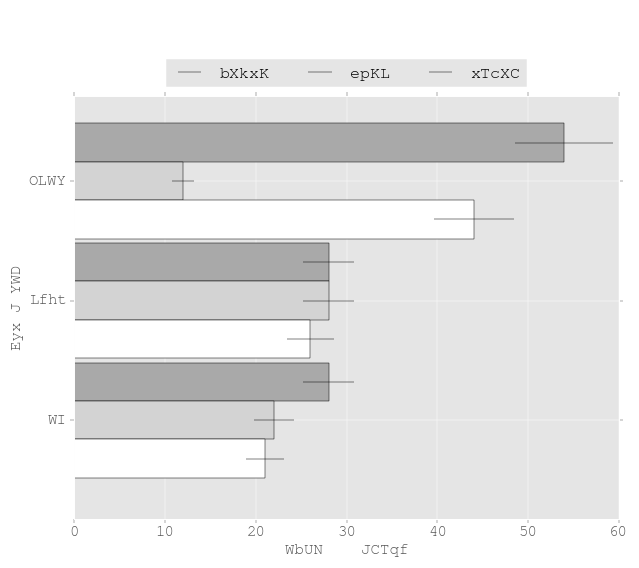 bXkxK epKL xTcXC
OLWY
Lfht
WI
Eyx J YWD
0 10 20 30 40 50 60
WbUN JCTqf